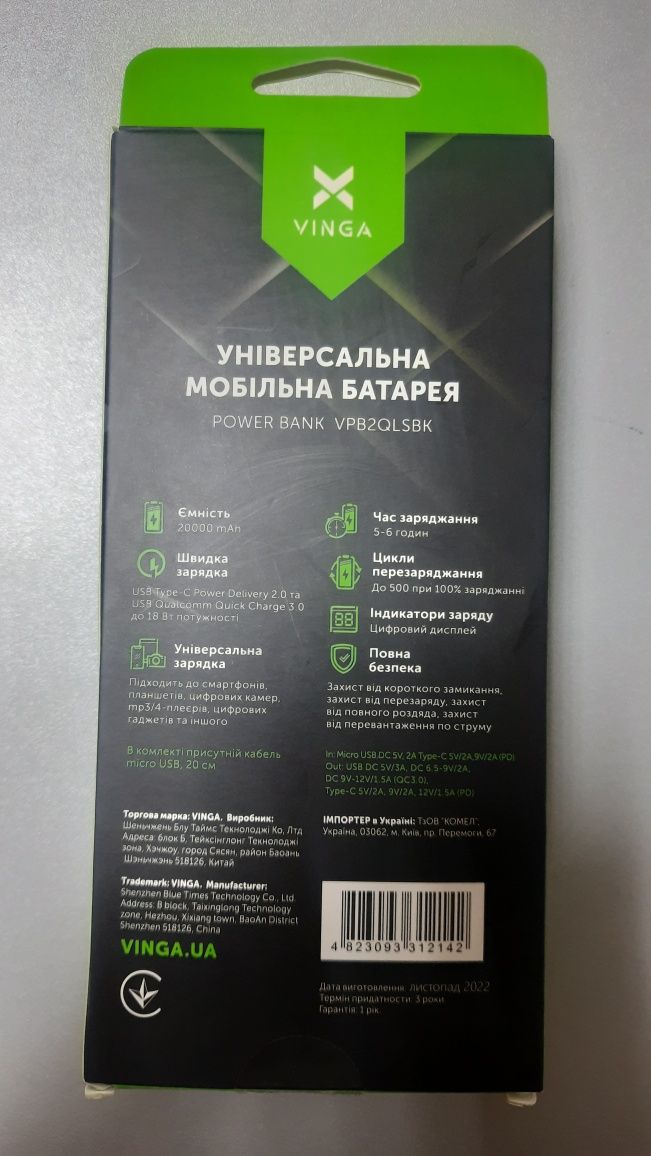 VINGA
УНІВЕРСАЛЬНА
МОБІЛЬНА БАТАРЕЯ
POWER BANK VPB2QLSBK
Ємність
20000 mAh
Швидка
зарядка
USB Type-C Power Delivery 2.0 та
USB Qualcomm Quick Charge 3.0
до 18 Вт потужності
Універсальна
зарядка
Підходить до смартфонів,
планшетів, цифрових камер,
mp3/4-плеєрів, цифрових
гаджетів та іншого
В комлекті присутній кабель
micro USB, 20 см
Час заряджання
5-6 годин
Цикли
перезаряджання
До 500 при 100% заряджанні
88
Індикатори заряду
Цифровий дисплей
Повна
безпека
Захист від короткого замикання,
захист від перезаряду, захист
від повного роздяда, захист
від перевантаження по струму
In: Micro USB,DC 5V, 2A Type-C 5V/2A,9V/2A (PD)
Out: USB DC 5V/3A, DC 6.5-9V/2A,
DC 9V-12V/1.5A (QC3.0),
Type-C 5V/2A, 9V/2A, 12V/1.5A (PD)
Торгова марка: VINGA. Виробник:
Шеньчжень Блу Таймс Текнолоджі Ко, Лтд
Адреса: блок Б, Тейксінглонг Текнолоджі
зона, Хэчжоу, город Сясян, район Баоань
Шэньчжэнь 518126, Китай
Trademark: VINGA. Manufacturer:
Shenzhen Blue Times Technology Co., Ltd.
Address: B block, Taixinglong Technology
zone, Hezhou, Xixiang town, BaoAn District
Shenzhen 518126, China
VINGA.UA
ІМПОРТЕР в Україні: ТзОВ "КОМЕЛ",
Україна, 03062, м. Київ, пр. Перемоги, 67
4 823093 312142
Дата виготовлення: листопад 2022
Термін придатності: 3 роки
Гарантія: 1 рік